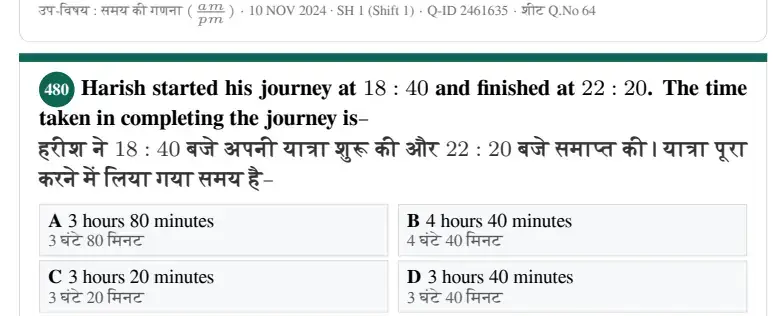 उप-विषय : समय की गणना ( am/pm ) · 10 NOV 2024 · SH 1 (Shift 1) · Q-ID 2461635 · शीट Q.No 64
480 Harish started his journey at 18 : 40 and finished at 22 : 20. The time
taken in completing the journey is–
हरीश ने 18 : 40 बजे अपनी यात्रा शुरू की और 22 : 20 बजे समाप्त की। यात्रा पूरा
करने में लिया गया समय है–
A 3 hours 80 minutes
3 घंटे 80 मिनट
B 4 hours 40 minutes
4 घंटे 40 मिनट
C 3 hours 20 minutes
3 घंटे 20 मिनट
D 3 hours 40 minutes
3 घंटे 40 मिनट